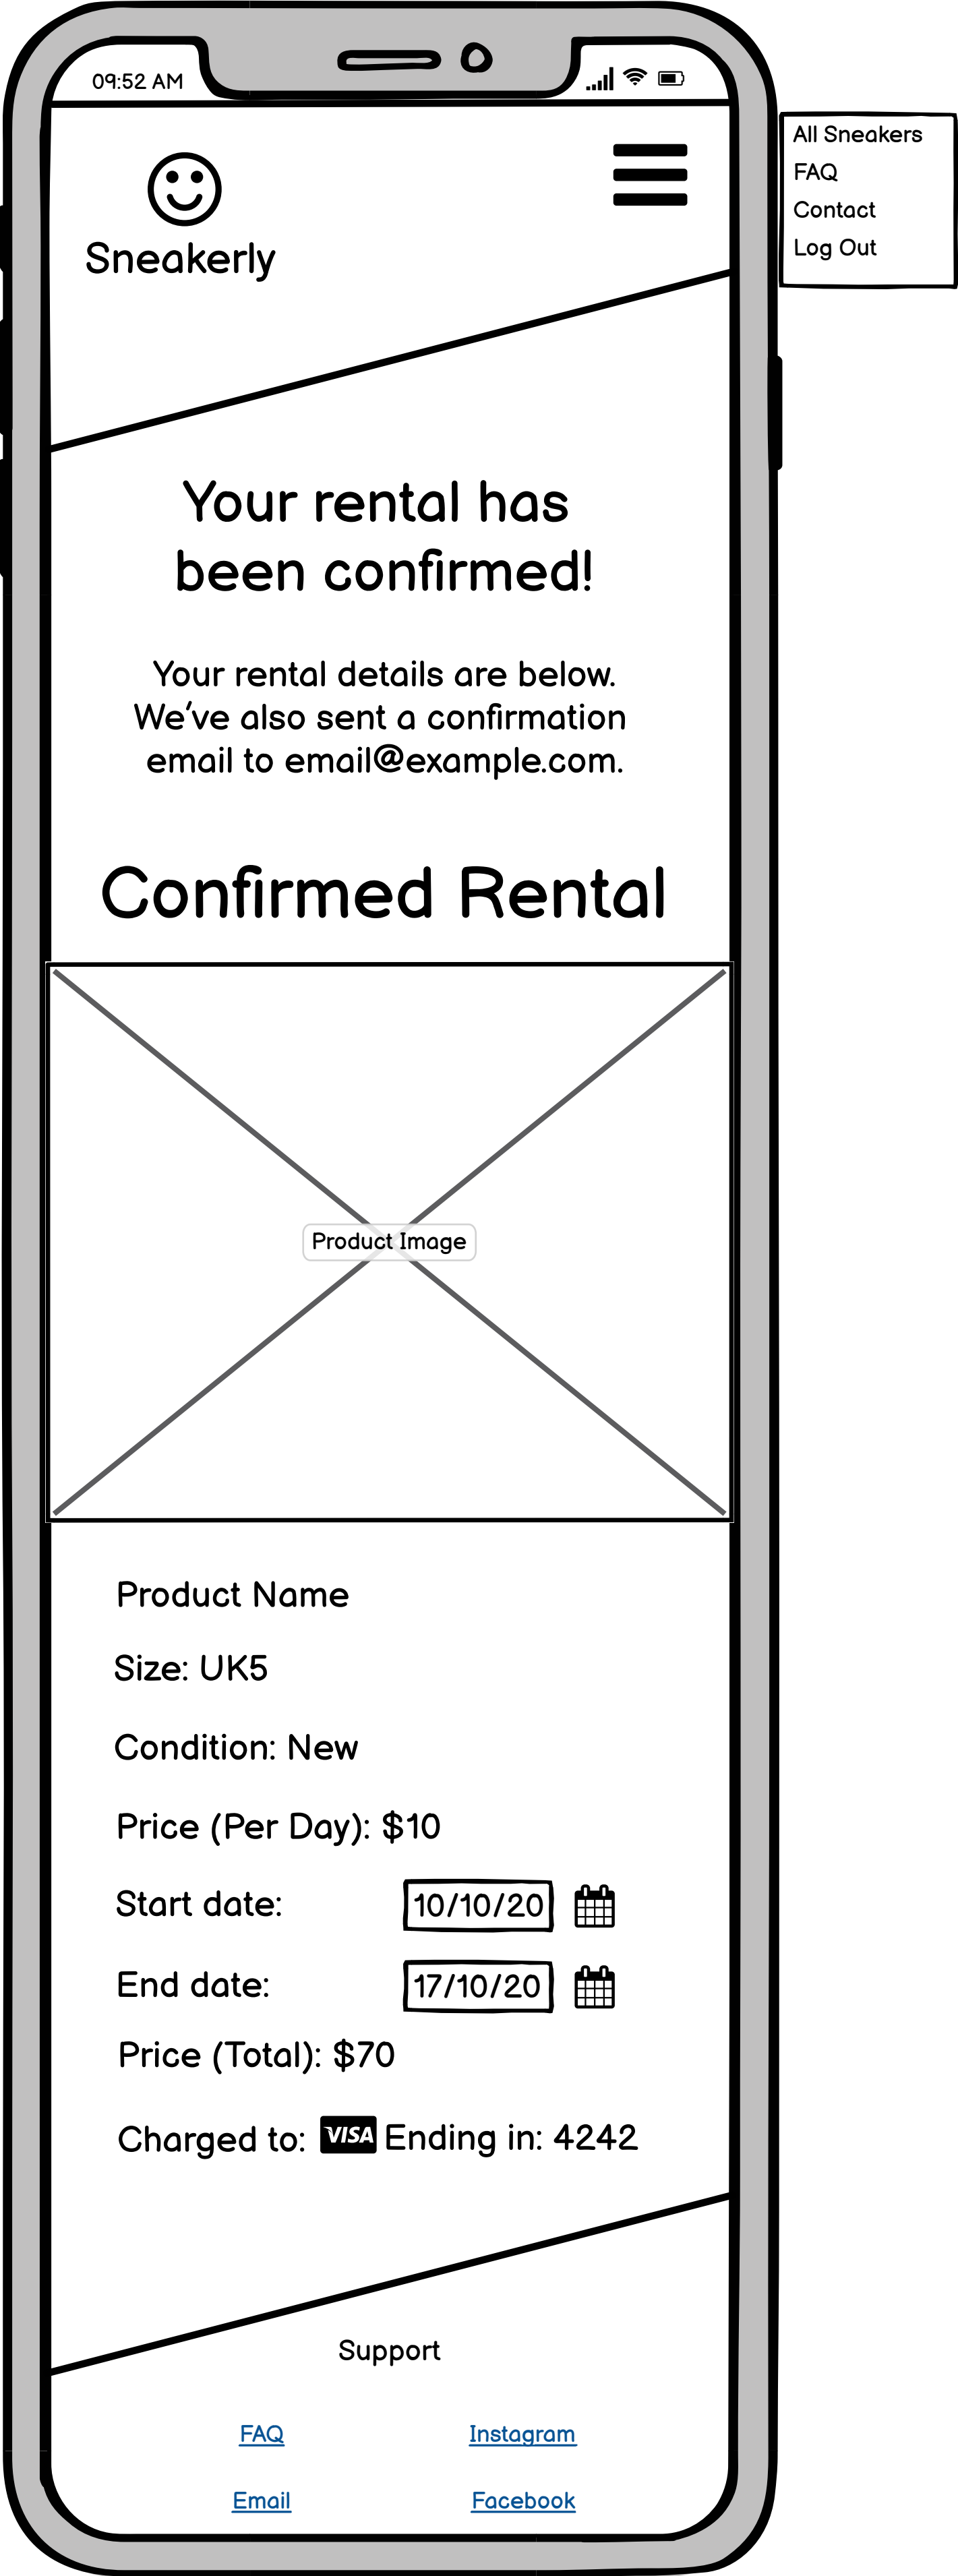 09:52 AM
All Sneakers
FAQ
Contact
Log Out
Sneakerly
Your rental has
been confirmed!
Your rental details are below.
We've also sent a confirmation
email to email@example.com.
Confirmed Rental
Product Image
Product Name
Size: UK5
Condition: New
Price (Per Day): $10
Start date: 10/10/20
End date: 17/10/20
Price (Total): $70
Charged to: VISA Ending in: 4242
Support
FAQ Instagram
Email Facebook